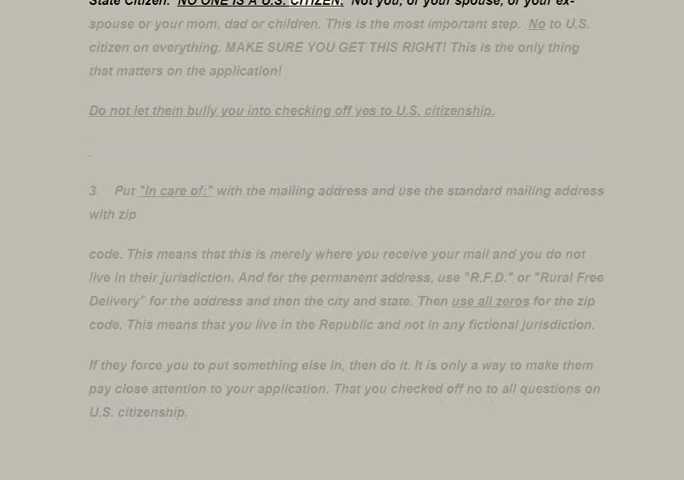 State Citizen. NO ONE IS A U.S. CITIZEN. Not you, or your spouse, or your ex-
spouse or your mom, dad or children. This is the most important step. No to U.S.
citizen on everything. MAKE SURE YOU GET THIS RIGHT! This is the only thing
that matters on the application!
Do not let them bully you into checking off yes to U.S. citizenship.
.
3. Put "In care of:" with the mailing address and use the standard mailing address
with zip
code. This means that this is merely where you receive your mail and you do not
live in their jurisdiction. And for the permanent address, use "R.F.D." or "Rural Free
Delivery" for the address and then the city and state. Then use all zeros for the zip
code. This means that you live in the Republic and not in any fictional jurisdiction.
If they force you to put something else in, then do it. It is only a way to make them
pay close attention to your application. That you checked off no to all questions on
U.S. citizenship.